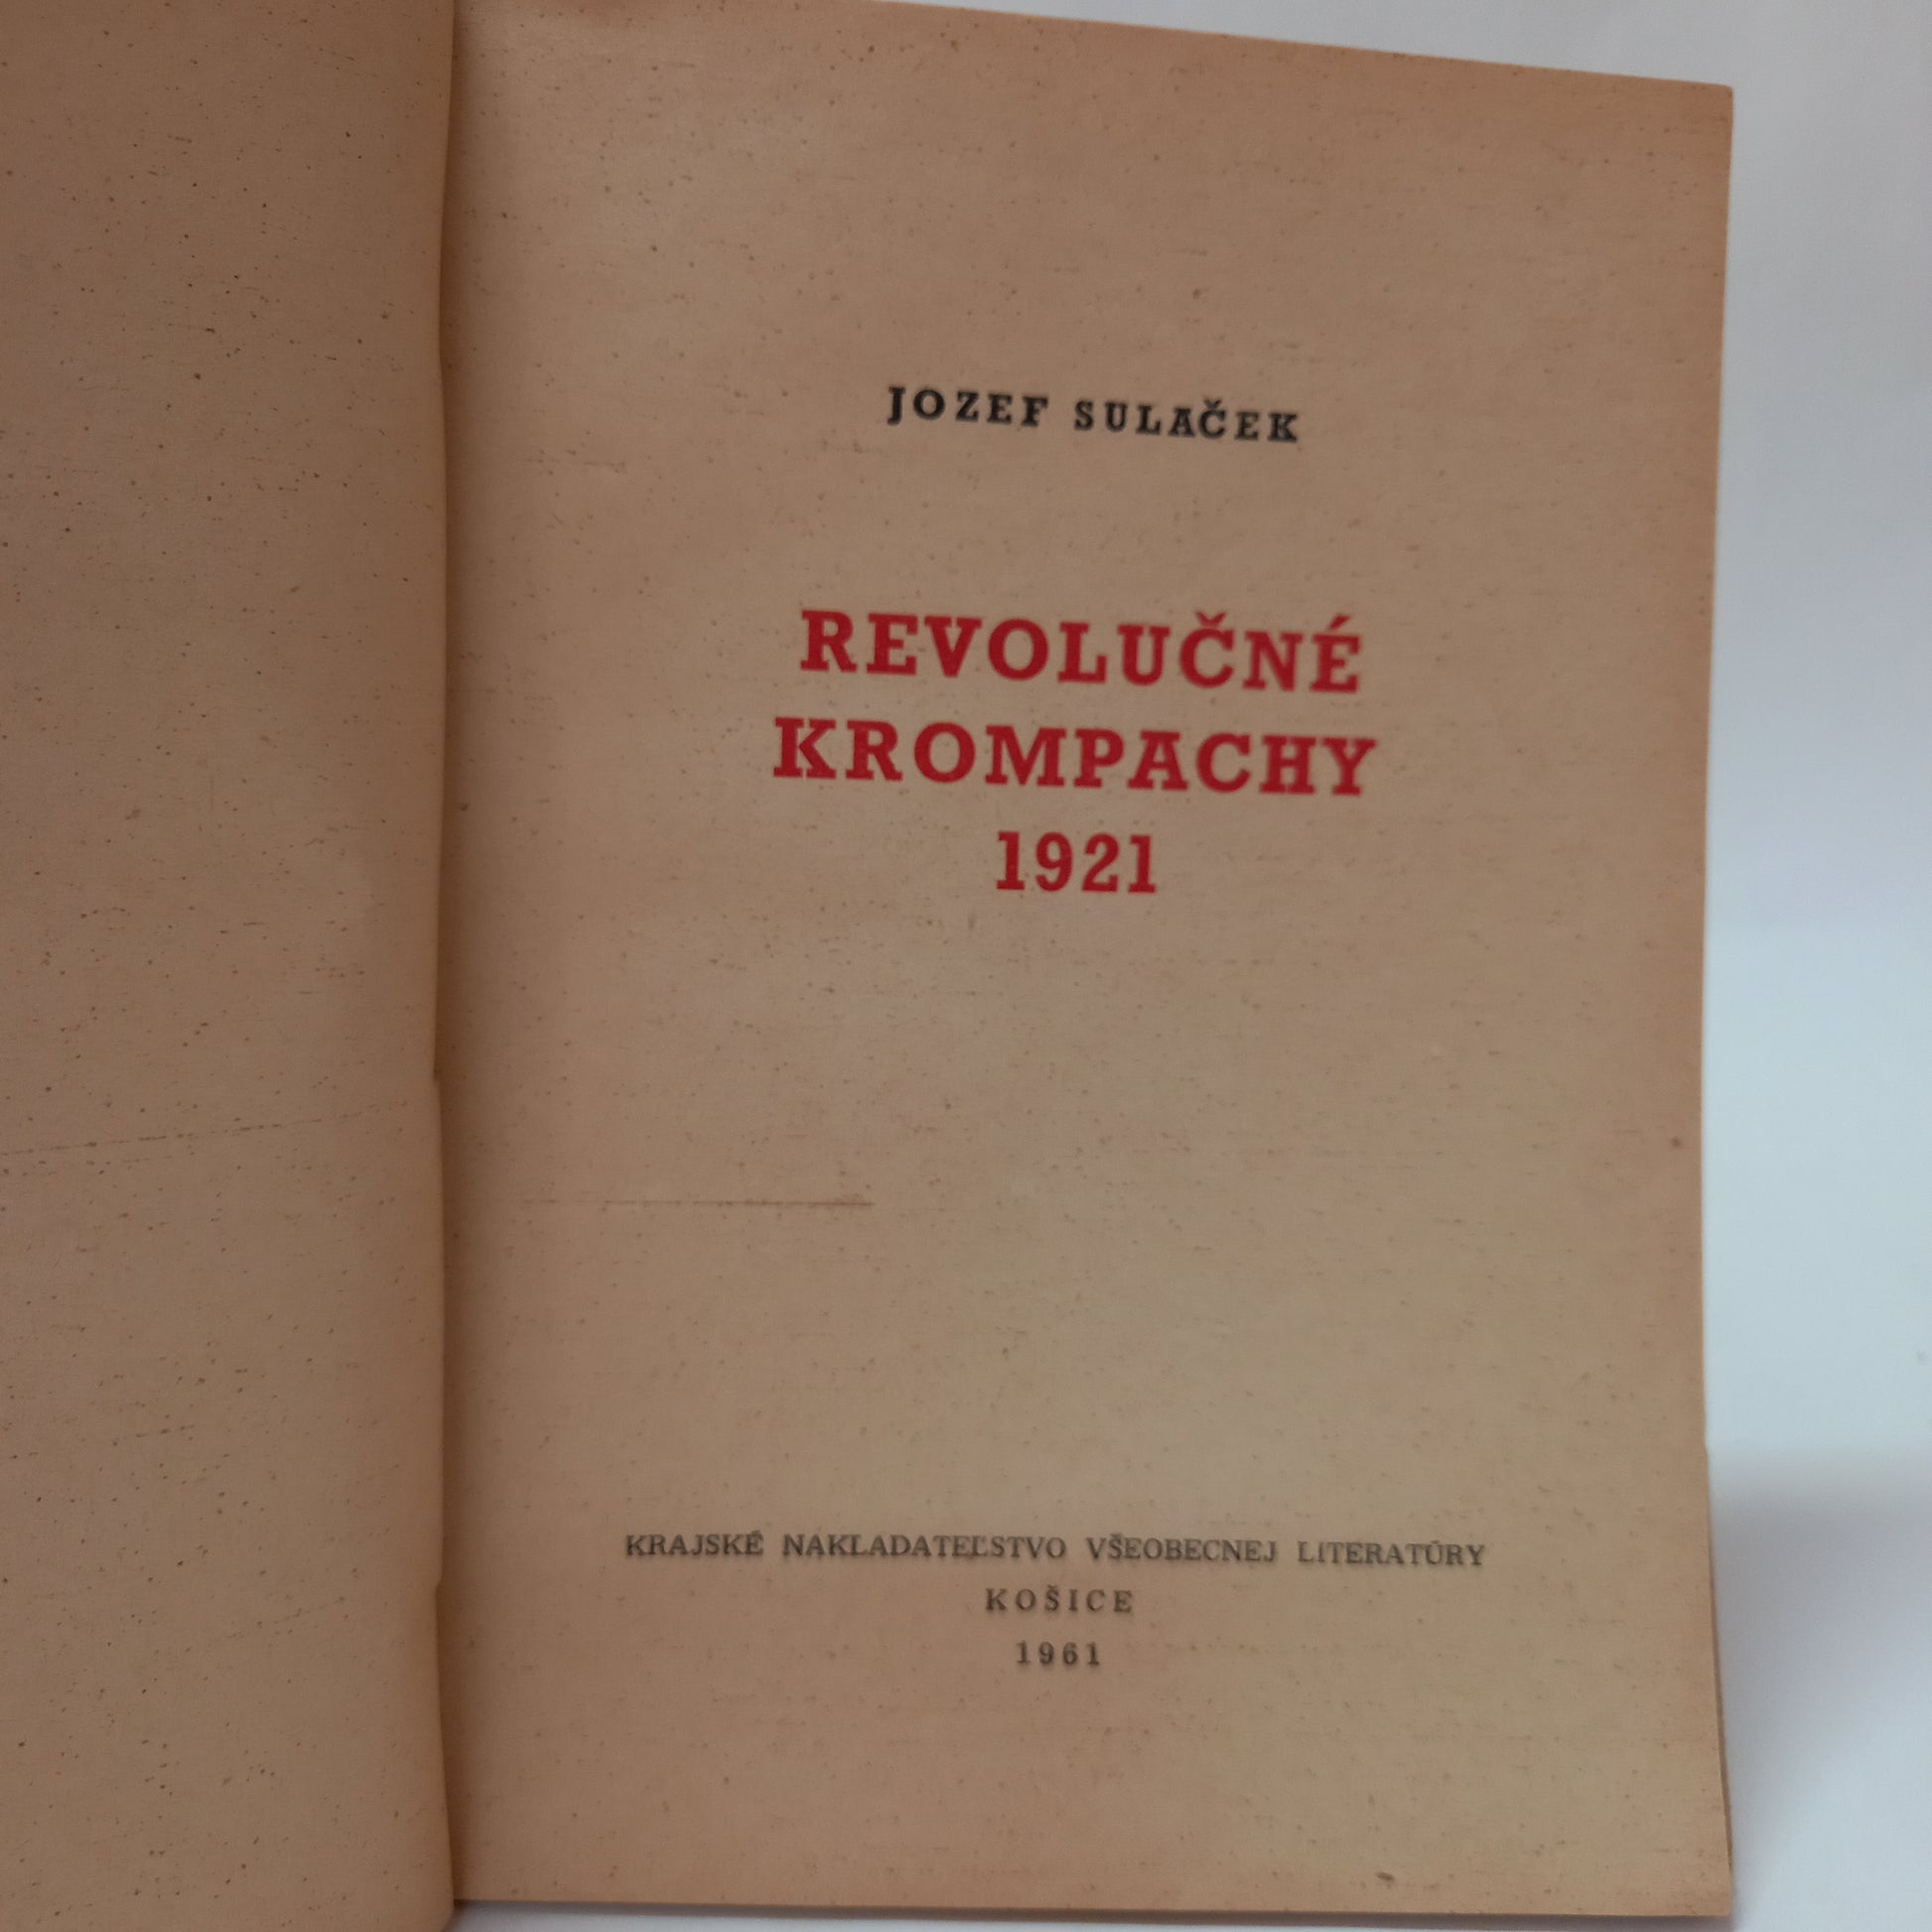 JOZEF SULAČEK
REVOLUČNÉ
KROMPACHY
1921
KRAJSKÉ NAKLADATEĽSTVO VŠEOBECNEJ LITERATÚRY
KOŠICE
1961